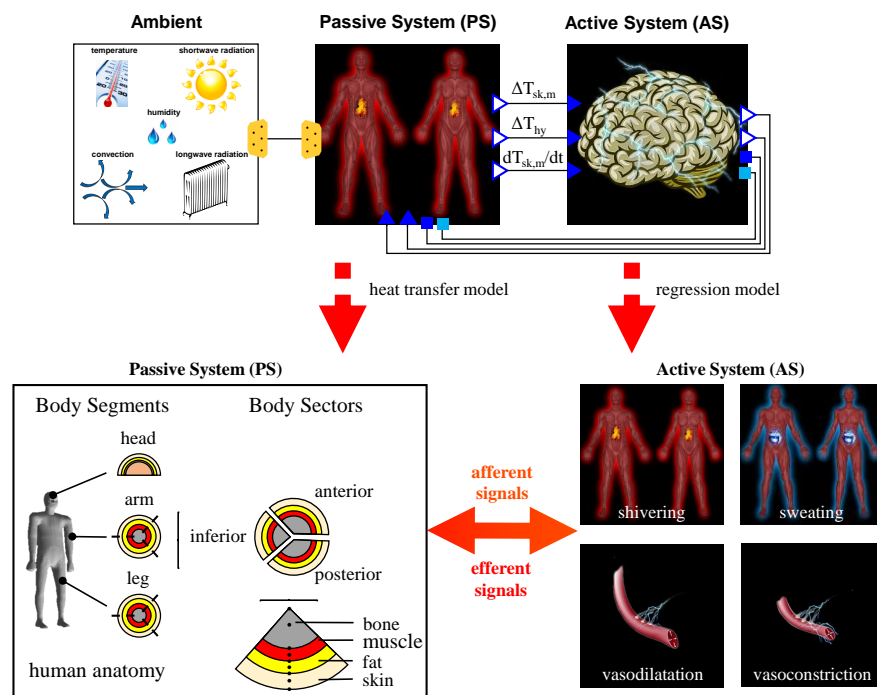 Ambient
Passive System (PS)
Active System (AS)
temperature
shortwave radiation
humidity
convection
longwave radiation
ΔT_sk,m
ΔT_hy
dT_sk,m/dt
heat transfer model
regression model
Passive System (PS)
Body Segments
Body Sectors
head
arm
leg
human anatomy
anterior
inferior
posterior
bone
muscle
fat
skin
afferent
signals
efferent
signals
Active System (AS)
shivering
sweating
vasodilatation
vasoconstriction